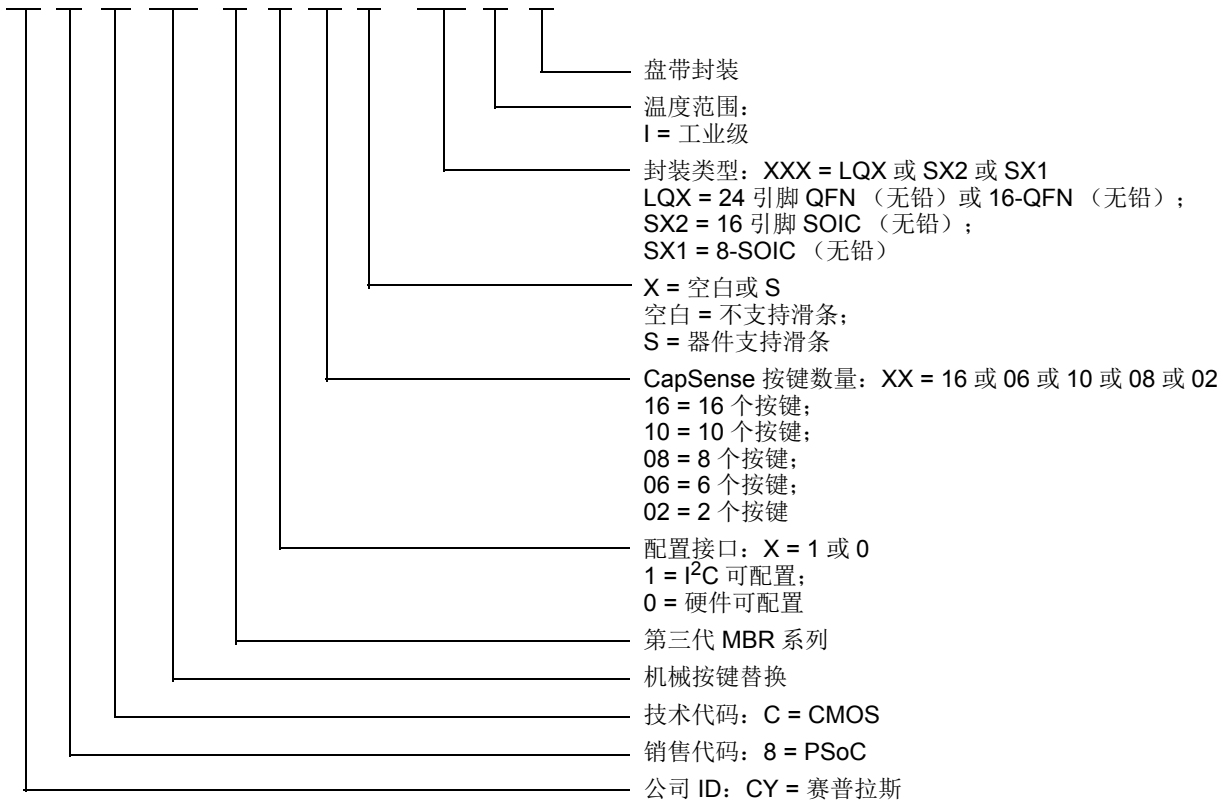 盘带封装
温度范围：
I = 工业级
封装类型：XXX = LQX 或 SX2 或 SX1
LQX = 24 引脚 QFN （无铅）或 16-QFN （无铅）；
SX2 = 16 引脚 SOIC （无铅）；
SX1 = 8-SOIC （无铅）
X = 空白或 S
空白 = 不支持滑条；
S = 器件支持滑条
CapSense 按键数量：XX = 16 或 06 或 10 或 08 或 02
16 = 16 个按键；
10 = 10 个按键；
08 = 8 个按键；
06 = 6 个按键；
02 = 2 个按键
配置接口：X = 1 或 0
1 = I²C 可配置；
0 = 硬件可配置
第三代 MBR 系列
机械按键替换
技术代码：C = CMOS
销售代码：8 = PSoC
公司 ID：CY = 赛普拉斯